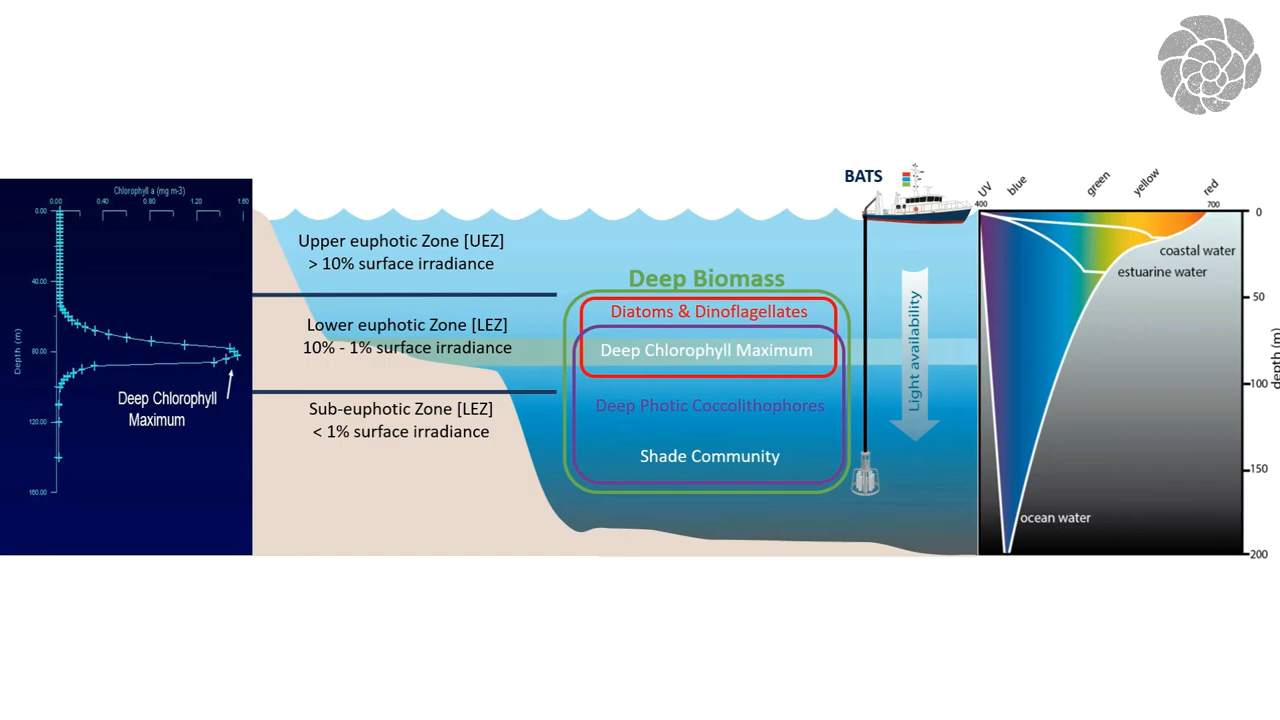 Chlorophyll a (mg m-3)
0.00 0.40 0.80 1.20 1.60
0.00
40.00
80.00
120.00
160.00
Depth (m)
Deep Chlorophyll
Maximum
Upper euphotic Zone [UEZ]
> 10% surface irradiance
Lower euphotic Zone [LEZ]
10% - 1% surface irradiance
Sub-euphotic Zone [LEZ]
< 1% surface irradiance
Deep Biomass
Diatoms & Dinoflagellates
Deep Chlorophyll Maximum
Deep Photic Coccolithophores
Shade Community
BATS
Light availability
UV blue green yellow red
400 700
coastal water
estuarine water
ocean water
0
50
100
150
200
depth (m)